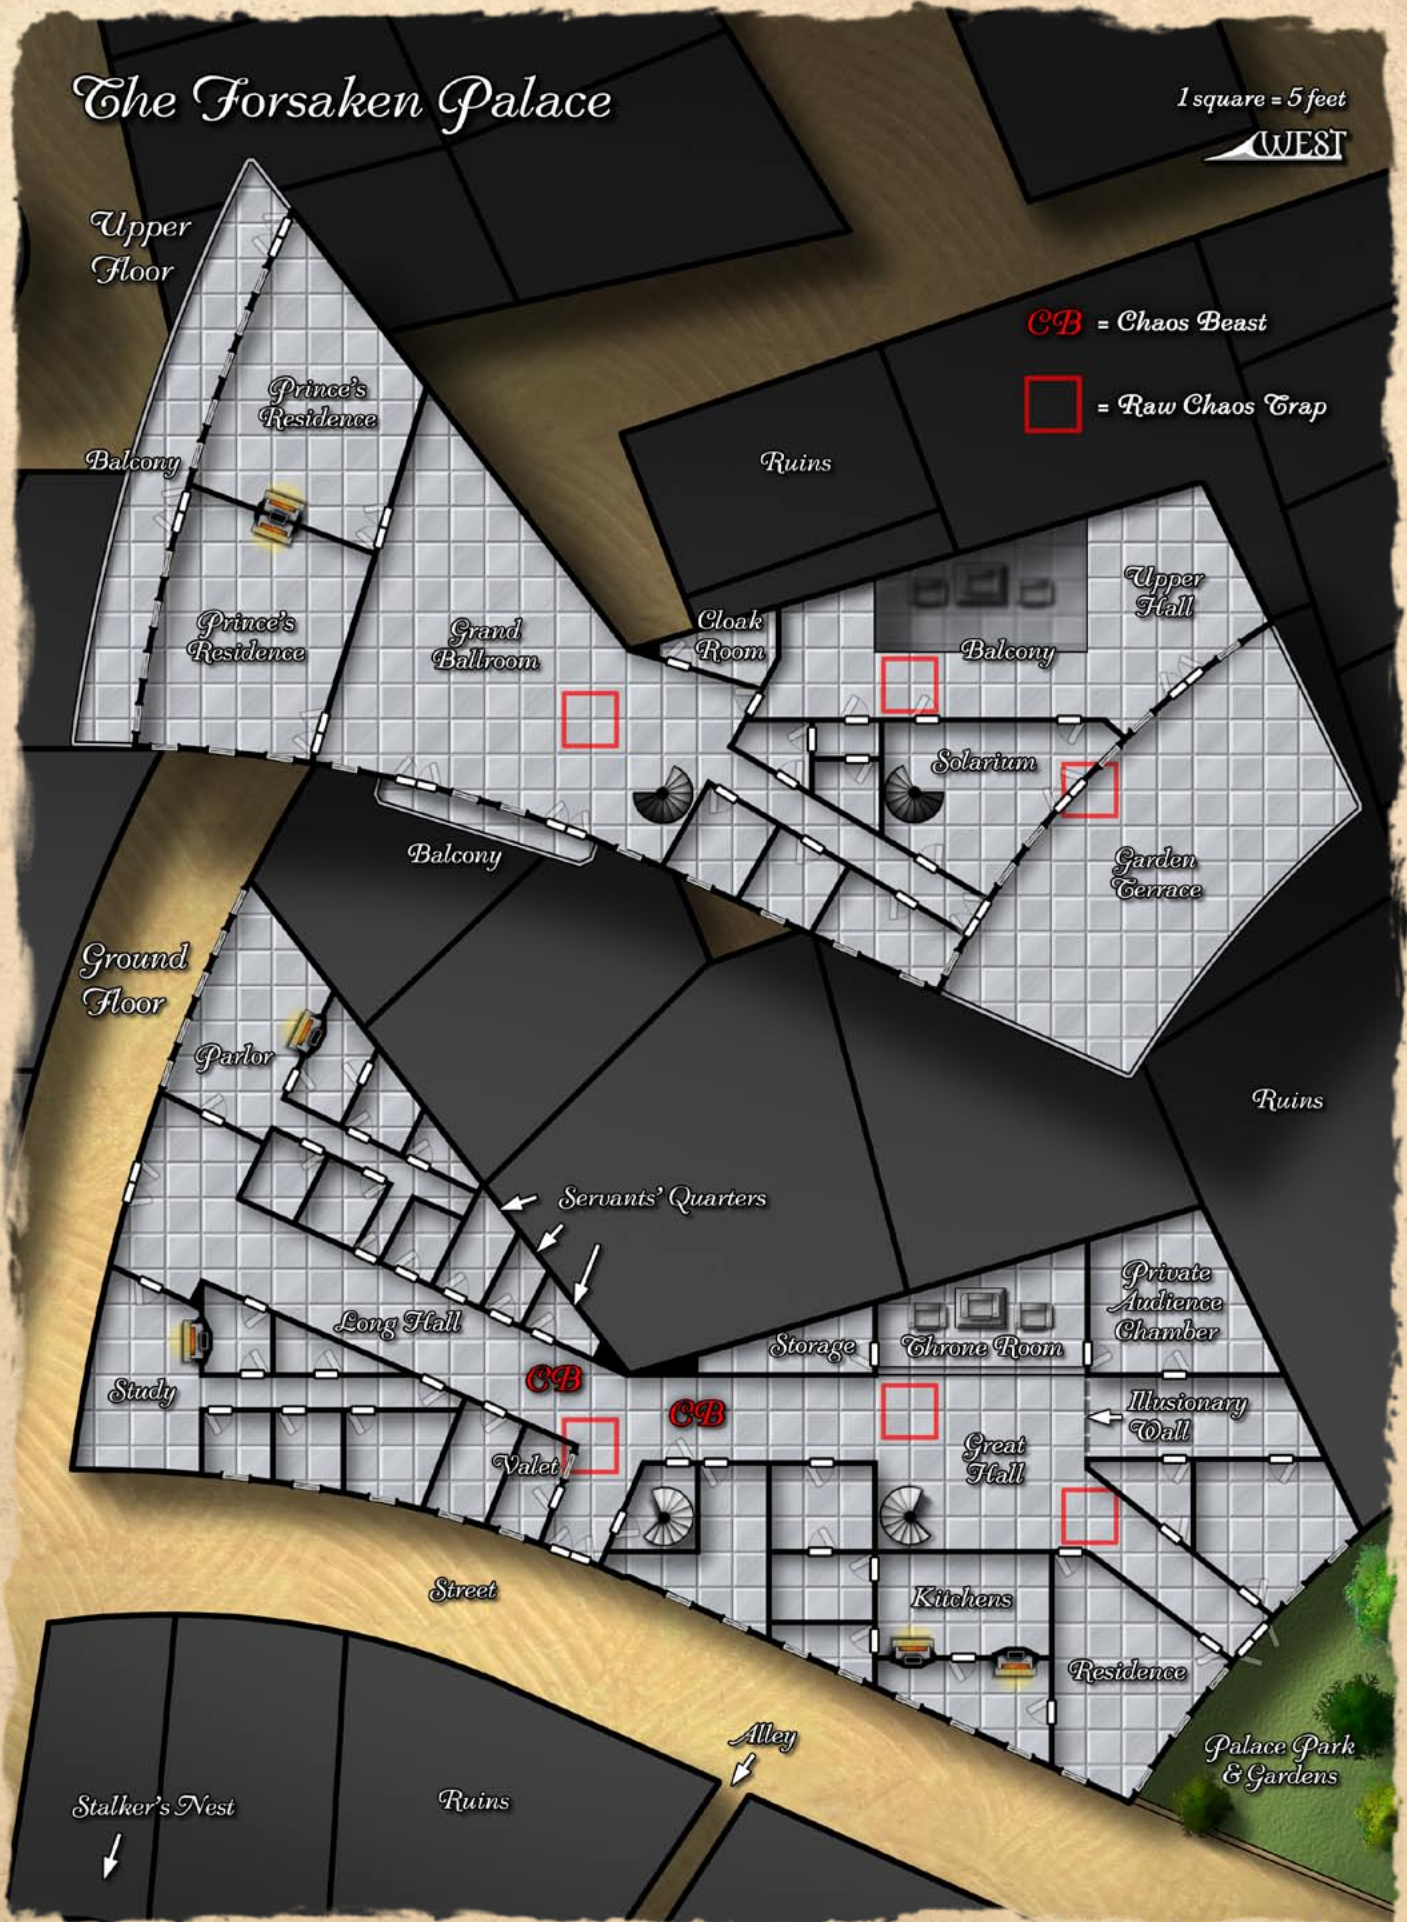 The Forsaken Palace
1 square = 5 feet
WEST
Upper
Floor
CB = Chaos Beast
= Raw Chaos Trap
Prince's
Residence
Balcony
Ruins
Upper
Hall
Prince's
Residence
Grand
Ballroom
Cloak
Room
Balcony
Solarium
Balcony
Garden
Terrace
Ground
Floor
Parlor
Ruins
Servants' Quarters
Private
Audience
Chamber
Long Hall
Storage
Throne Room
CB
Study
CB
Illusionary
Wall
Great
Hall
Valet
Street
Kitchens
Residence
Alley
Palace Park
& Gardens
Stalker's Nest
Ruins